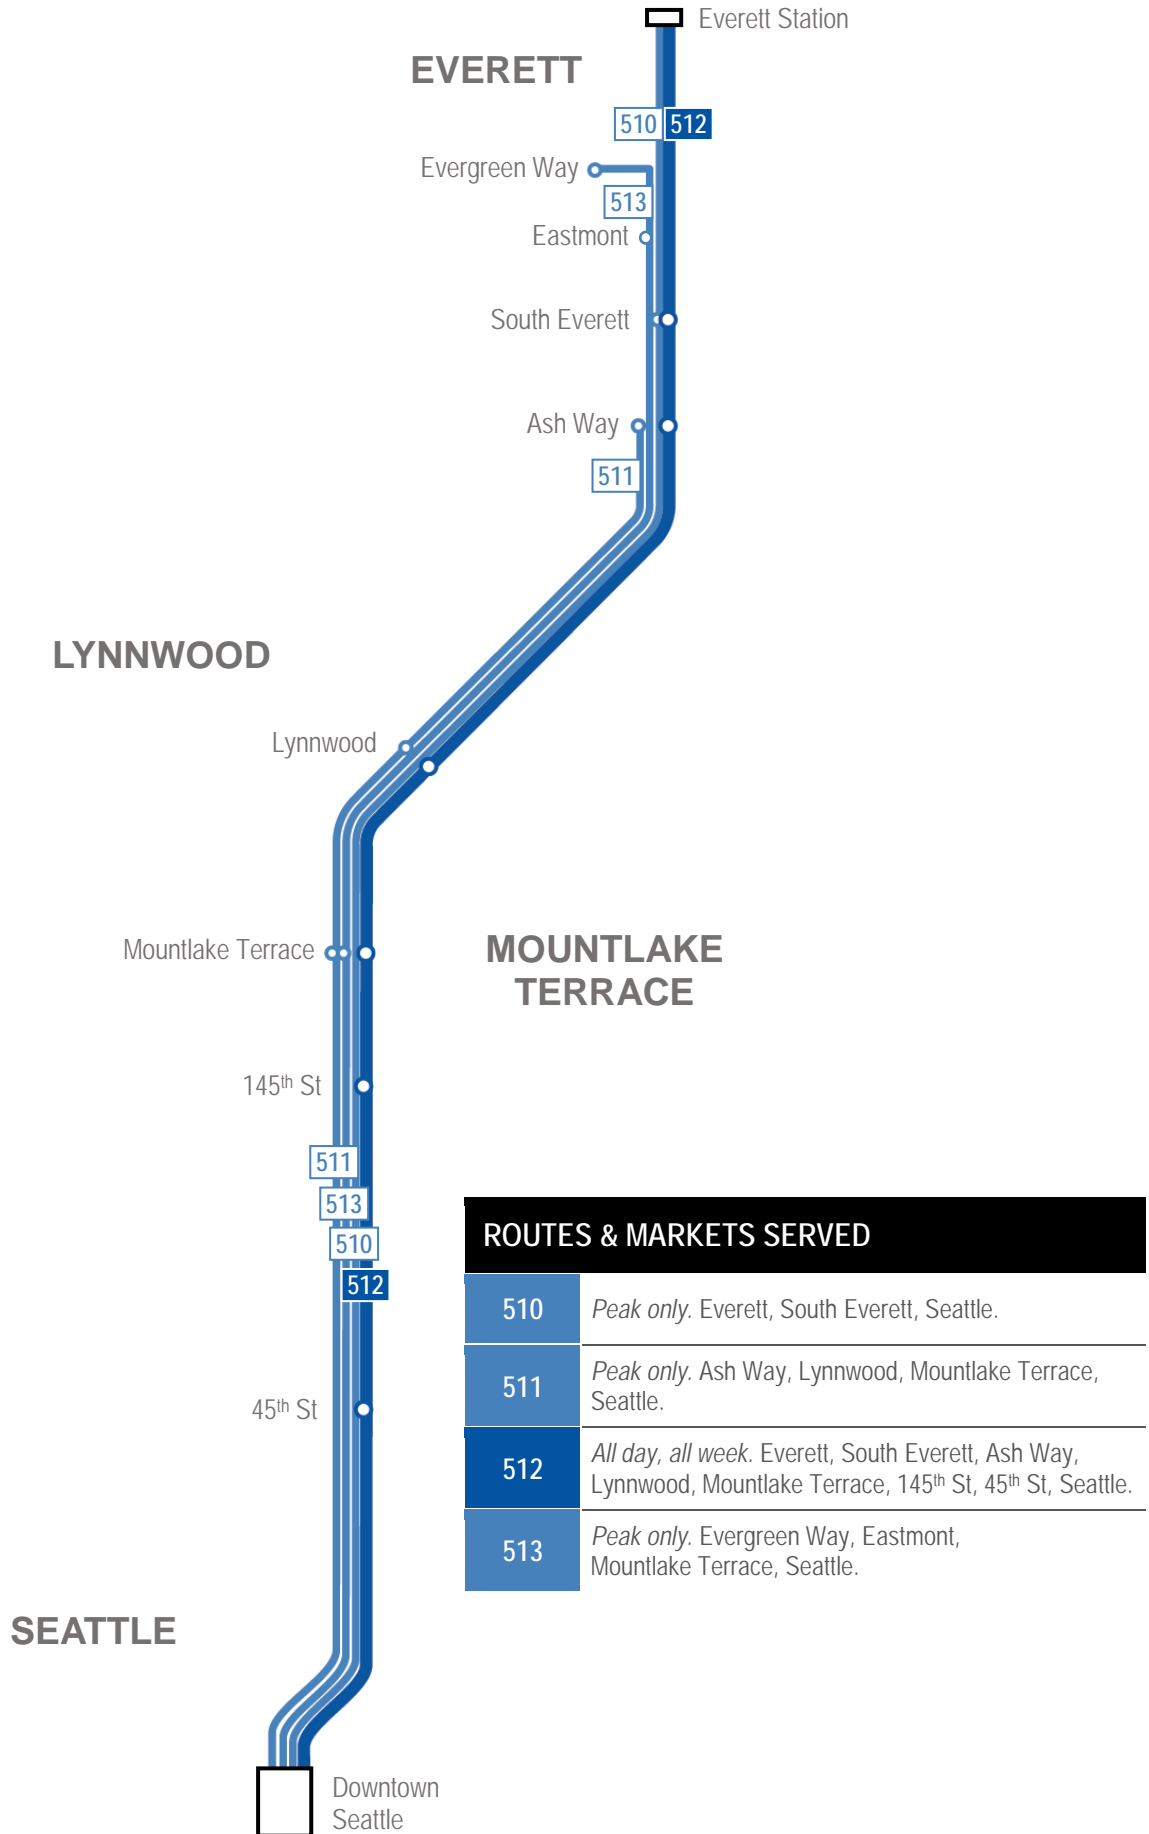 Everett Station
EVERETT
510 512
Evergreen Way
513
Eastmont
South Everett
Ash Way
511
LYNNWOOD
Lynnwood
Mountlake Terrace
MOUNTLAKE
TERRACE
145th St
511
513
510
512
45th St
ROUTES & MARKETS SERVED
510 Peak only. Everett, South Everett, Seattle.
511 Peak only. Ash Way, Lynnwood, Mountlake Terrace,
Seattle.
512 All day, all week. Everett, South Everett, Ash Way,
Lynnwood, Mountlake Terrace, 145th St, 45th St, Seattle.
513 Peak only. Evergreen Way, Eastmont,
Mountlake Terrace, Seattle.
SEATTLE
Downtown
Seattle